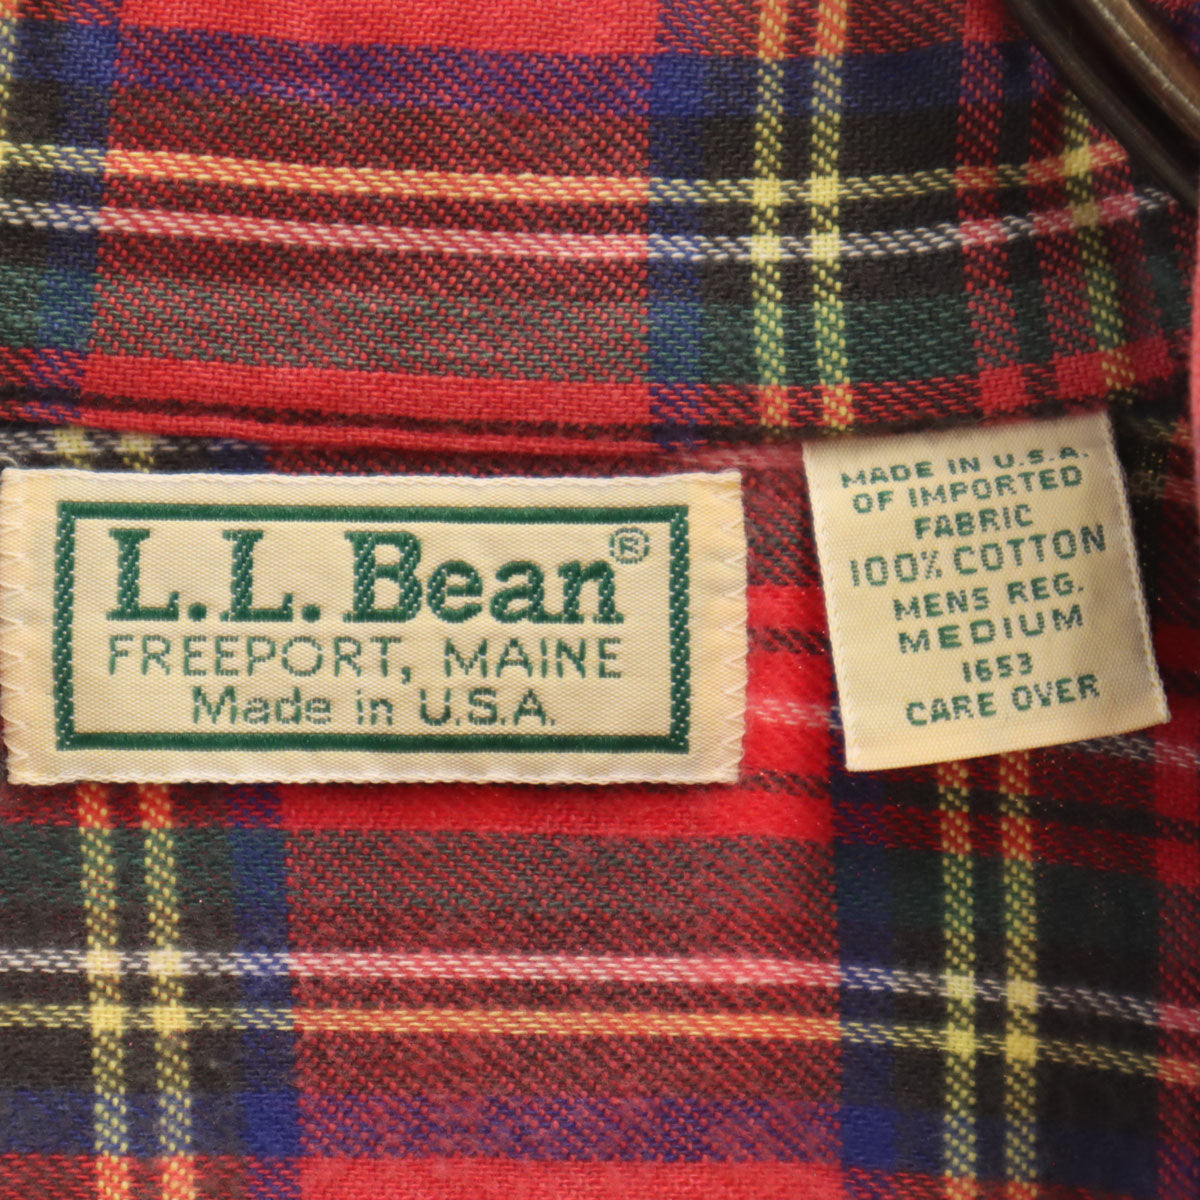 L.L.Bean®
FREEPORT, MAINE
Made in U.S.A.
MADE IN U.S.A.
OF IMPORTED
FABRIC
100% COTTON
MENS REG.
MEDIUM
1653
CARE OVER